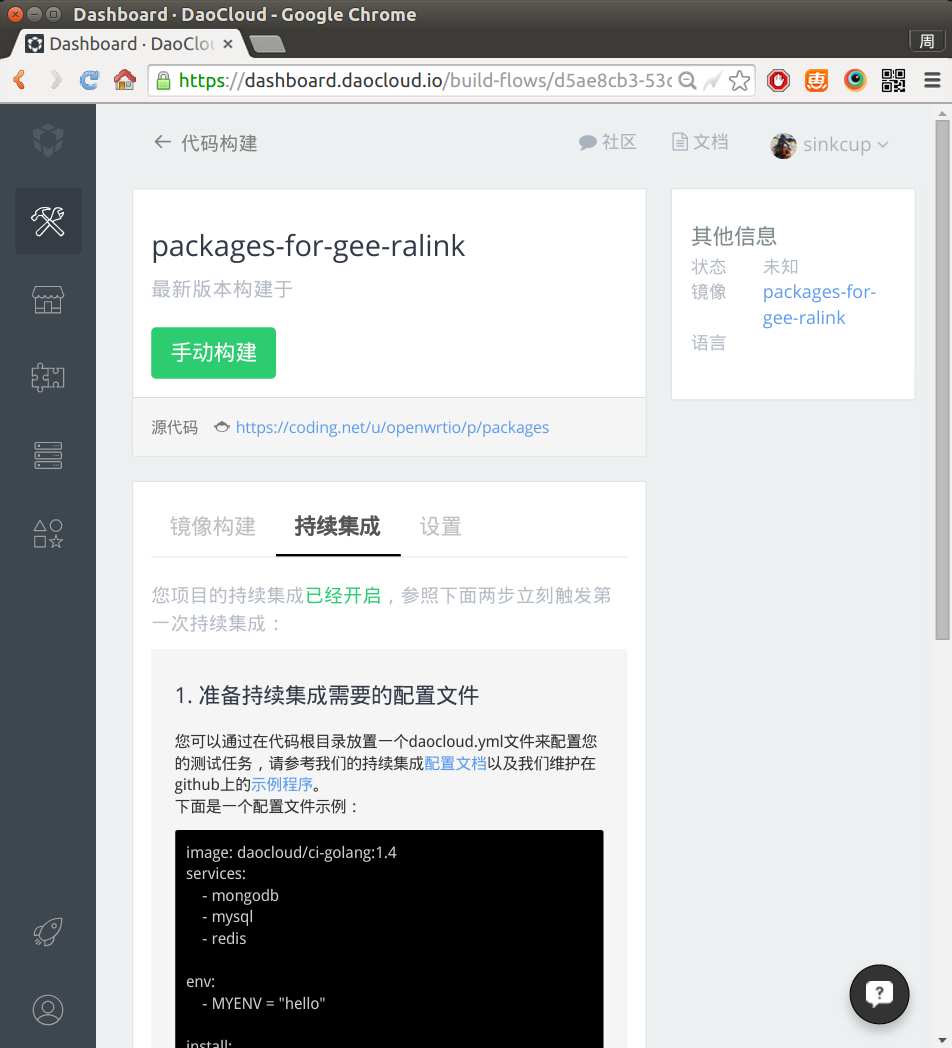 Dashboard · DaoCloud - Google Chrome
Dashboard · DaoClou
周
https://dashboard.daocloud.io/build-flows/d5ae8cb3-53c
惠
代码构建
社区
文档
sinkcup
packages-for-gee-ralink
最新版本构建于
手动构建
源代码 https://coding.net/u/openwrtio/p/packages
其他信息
状态 未知
镜像 packages-for-
gee-ralink
语言
镜像构建 持续集成 设置
您项目的持续集成已经开启，参照下面两步立刻触发第
一次持续集成：
1. 准备持续集成需要的配置文件
您可以通过在代码根目录放置一个daocloud.yml文件来配置您
的测试任务，请参考我们的持续集成配置文档以及我们维护在
github上的示例程序。
下面是一个配置文件示例：
image: daocloud/ci-golang:1.4
services:
- mongodb
- mysql
- redis
env:
- MYENV = "hello"
install:
?